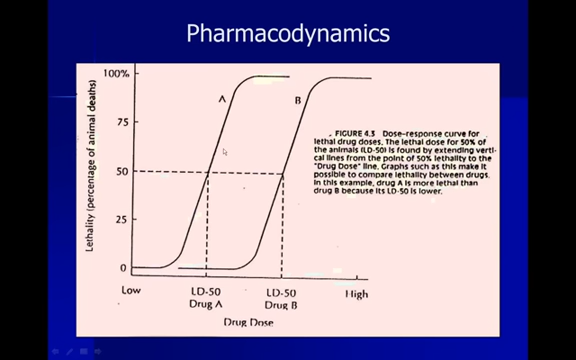 Pharmacodynamics
100%
A
B
75
50
25
0
Lethality (percentage of animal deaths)
FIGURE 4.3 Dose-response curve for
lethal drug doses. The lethal dose for 50% of
the animals (LD-50) is found by extending verti-
cal lines from the point of 50% lethality to the
"Drug Dose" line. Graphs such as this make it
possible to compare lethality between drugs.
In this example, drug A is more lethal than
drug B because its LD-50 is lower.
Low
LD-50
Drug A
LD-50
Drug B
High
Drug Dose